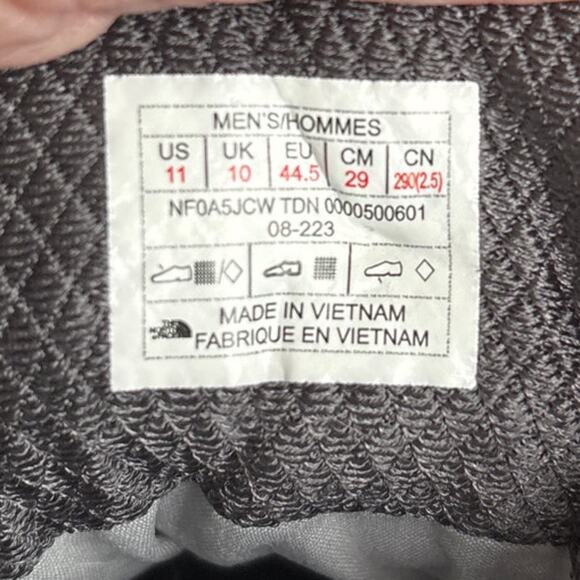 MEN'S/HOMMES
US UK EU CM CN
11 10 44.5 29 290(2.5)
NF0A5JCW TDN 0000500601
08-223
MADE IN VIETNAM
FABRIQUE EN VIETNAM